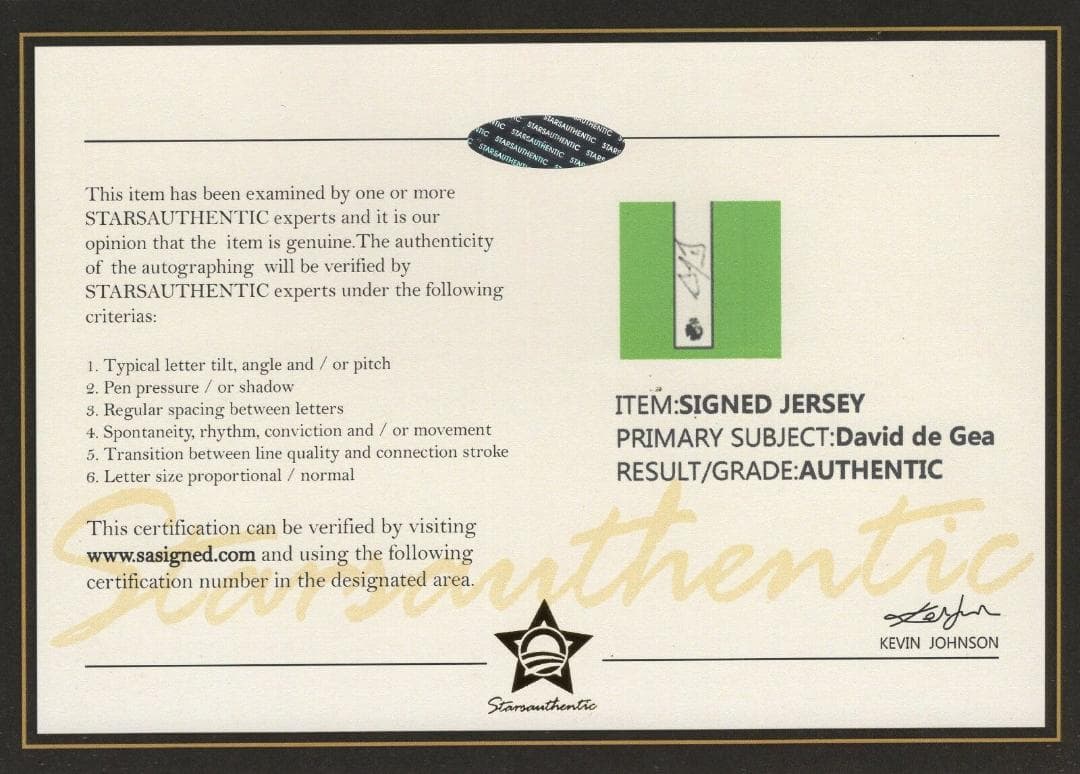 STARSAUTHENTIC
STARSAUTHENTIC
STARSAUTHENTIC
STARSAUTHENTIC
This item has been examined by one or more
STARSAUTHENTIC experts and it is our
opinion that the item is genuine.The authenticity
of the autographing will be verified by
STARSAUTHENTIC experts under the following
criterias:
1. Typical letter tilt, angle and / or pitch
2. Pen pressure / or shadow
3. Regular spacing between letters
4. Spontaneity, rhythm, conviction and / or movement
5. Transition between line quality and connection stroke
6. Letter size proportional / normal
This certification can be verified by visiting
www.sasigned.com and using the following
certification number in the designated area.
ITEM:SIGNED JERSEY
PRIMARY SUBJECT:David de Gea
RESULT/GRADE:AUTHENTIC
Starsauthentic
KEVIN JOHNSON
Starsauthentic